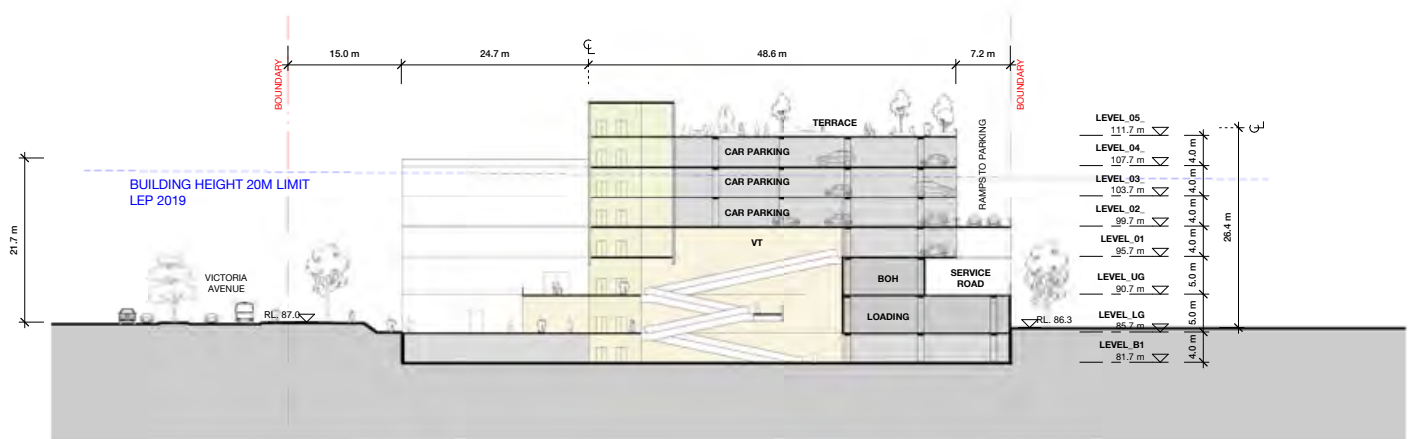 15.0 m
24.7 m
℄
48.6 m
7.2 m
BOUNDARY
BOUNDARY
TERRACE
CAR PARKING
CAR PARKING
CAR PARKING
RAMPS TO PARKING
VT
BOH
SERVICE
ROAD
LOADING
BUILDING HEIGHT 20M LIMIT
LEP 2019
21.7 m
VICTORIA
AVENUE
RL. 87.0
RL. 86.3
LEVEL_05_
111.7 m
LEVEL_04_
107.7 m
LEVEL_03_
103.7 m
LEVEL_02_
99.7 m
LEVEL_01
95.7 m
LEVEL_UG
90.7 m
LEVEL_LG
85.7 m
LEVEL_B1
81.7 m
4.0 m
4.0 m
4.0 m
4.0 m
5.0 m
5.0 m
4.0 m
26.4 m
℄